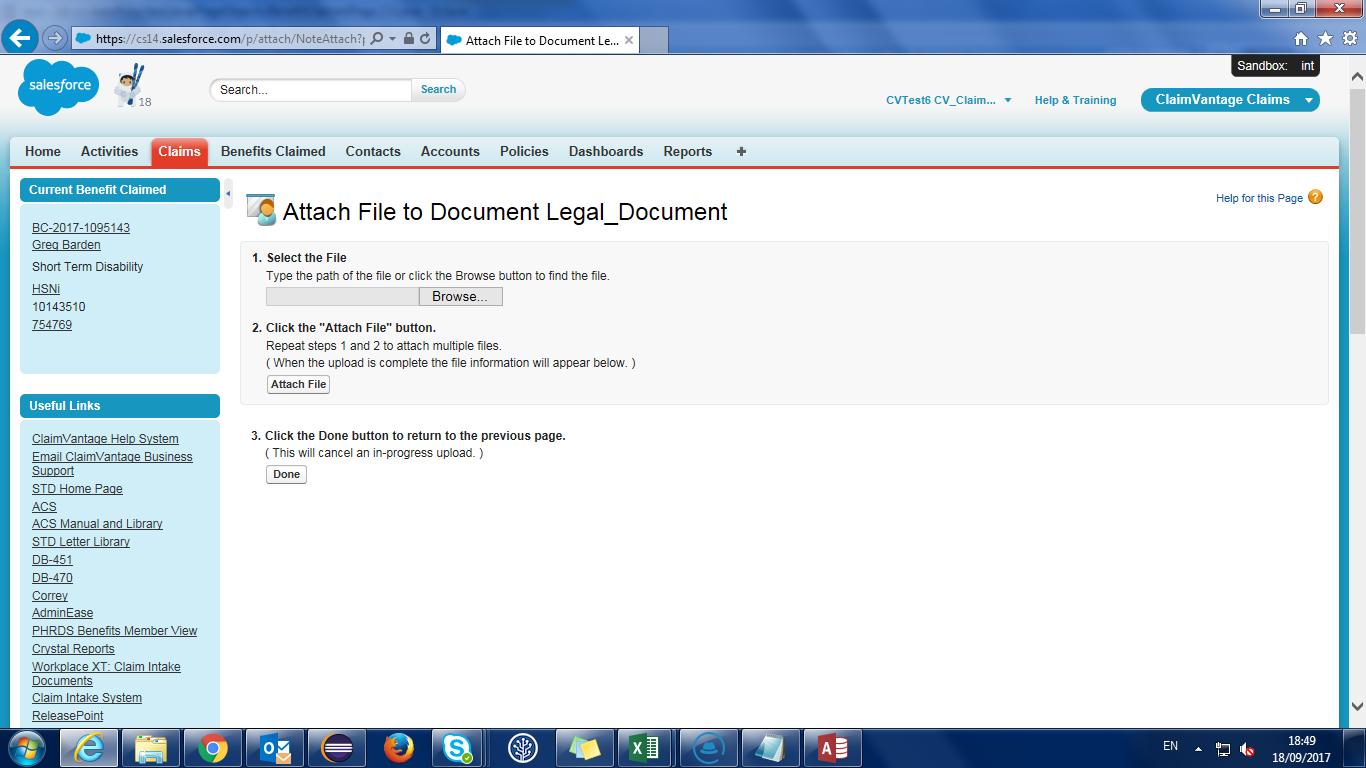 https://cs14.salesforce.com/p/attach/NoteAttach?
Attach File to Document Le...
Sandbox: int
salesforce
18
Search...
Search
CVTest6 CV_Claim...
Help & Training
ClaimVantage Claims
Home
Activities
Claims
Benefits Claimed
Contacts
Accounts
Policies
Dashboards
Reports
+
Current Benefit Claimed
BC-2017-1095143
Greg Barden
Short Term Disability
HSNi
10143510
754769
Useful Links
ClaimVantage Help System
Email ClaimVantage Business
Support
STD Home Page
ACS
ACS Manual and Library
STD Letter Library
DB-451
DB-470
Correy
AdminEase
PHRDS Benefits Member View
Crystal Reports
Workplace XT: Claim Intake
Documents
Claim Intake System
ReleasePoint
Attach File to Document Legal_Document
Help for this Page ?
1. Select the File
Type the path of the file or click the Browse button to find the file.
Browse...
2. Click the "Attach File" button.
Repeat steps 1 and 2 to attach multiple files.
( When the upload is complete the file information will appear below. )
Attach File
3. Click the Done button to return to the previous page.
( This will cancel an in-progress upload. )
Done
EN
18:49
18/09/2017